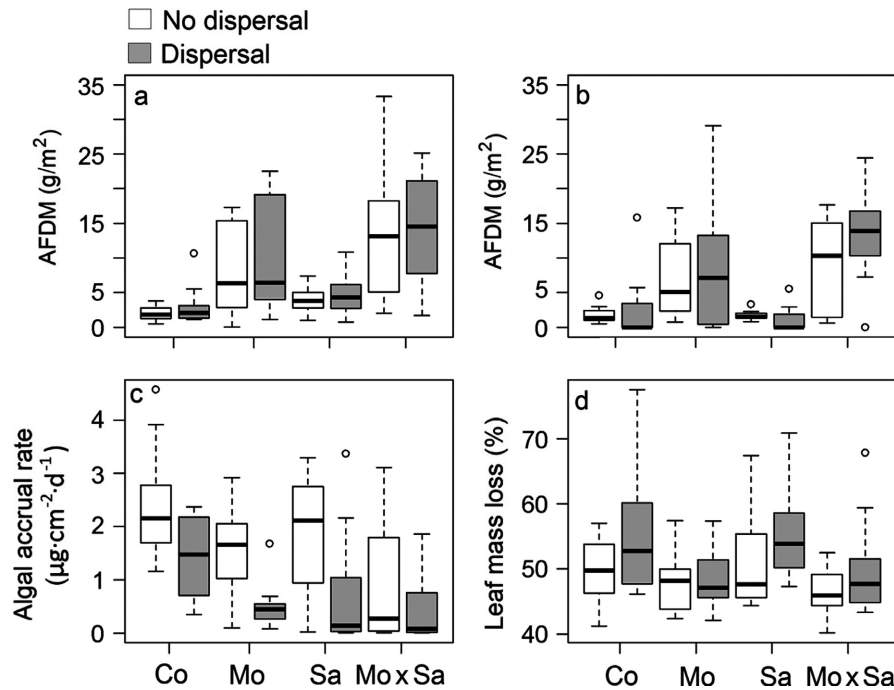 No dispersal
Dispersal
a
AFDM (g/m²)
35
25
15
5
0
b
AFDM (g/m²)
35
25
15
5
0
c
Algal accrual rate
(µg·cm⁻²·d⁻¹)
4
3
2
1
0
Co
Mo
Sa
Mo x Sa
d
Leaf mass loss (%)
70
60
50
40
Co
Mo
Sa
Mo x Sa